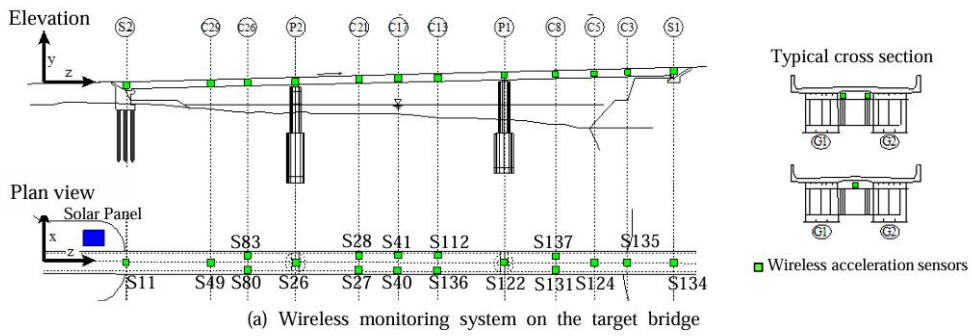 Elevation
S2 C29 C26 P2 C21 C17 C13 P1 C8 C5 C3 S1
y
z
Typical cross section
G1 G2
G1 G2
Plan view
Solar Panel
x
z
S83 S28 S41 S112 S137 S135
S11 S49 S80 S26 S27 S40 S136 S122 S131 S124 S134
Wireless acceleration sensors
(a) Wireless monitoring system on the target bridge